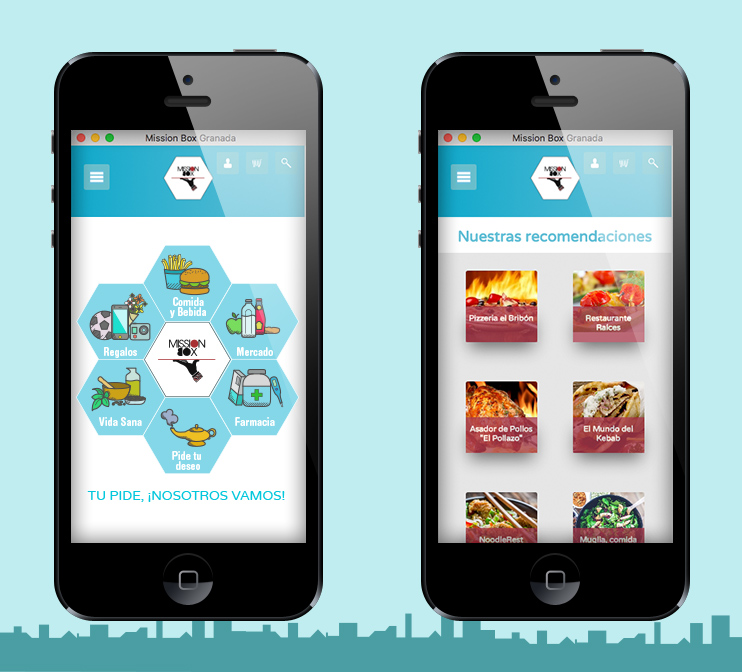 Mission Box Granada
MISSION
BOX
Comida
y Bebida
Regalos
Mercado
MISSION
BOX
Vida Sana
Farmacia
Pide tu
deseo
TU PIDE, ¡NOSOTROS VAMOS!
Mission Box Granada
MISSION
BOX
Nuestras recomendaciones
Pizzeria el Bribón
Restaurante
Raíces
Asador de Pollos
"El Pollazo"
El Mundo del
Kebab
NoodleRest
comida